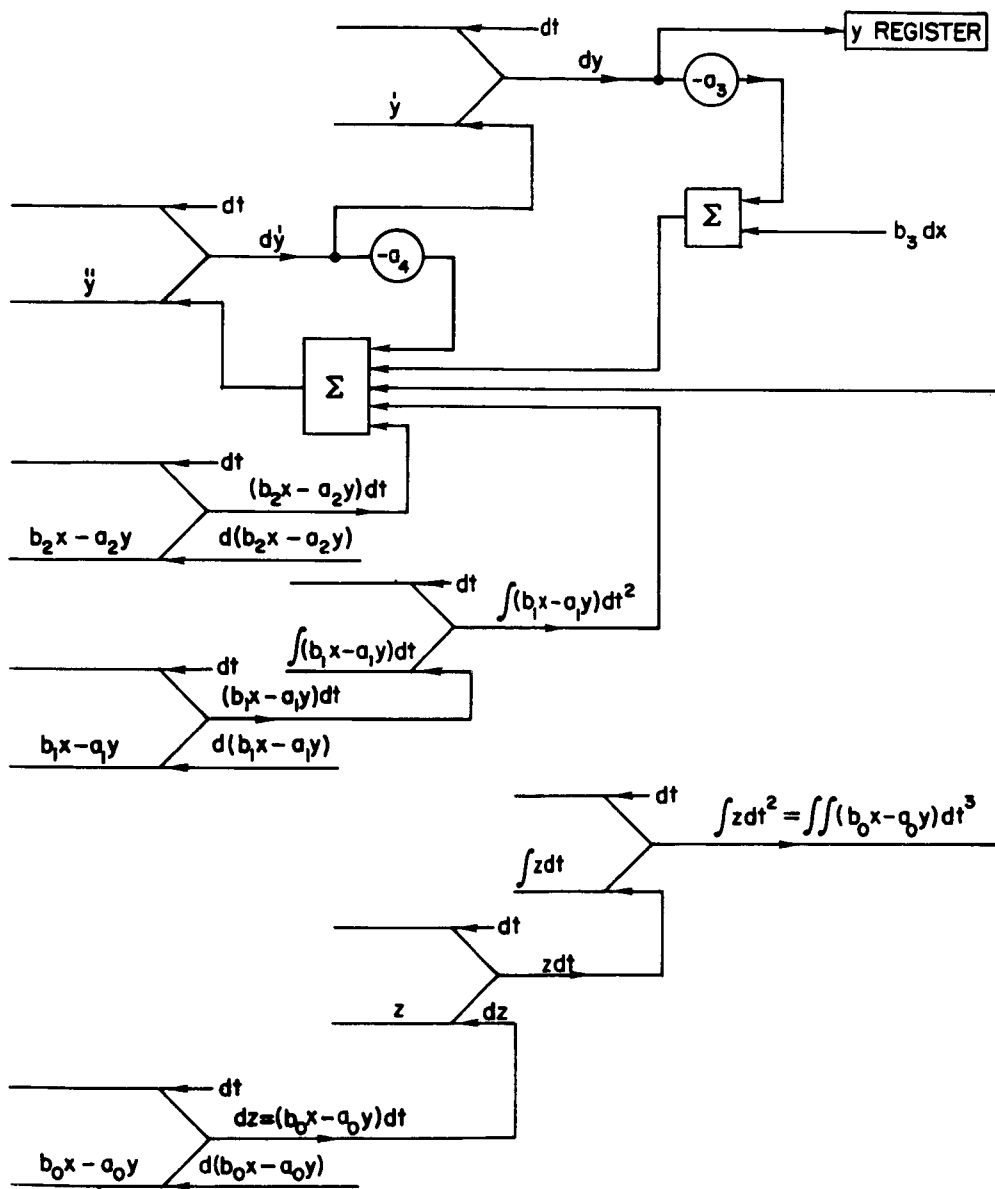 dt
y REGISTER
dy
-a₃
ẏ
dt
Σ
b₃ dx
dẏ
-a₄
ÿ
Σ
dt
(b₂x - a₂y)dt
b₂x - a₂y
d(b₂x - a₂y)
dt
∫(b₁x - a₁y)dt²
∫(b₁x - a₁y)dt
dt
(b₁x - a₁y)dt
b₁x - a₁y
d(b₁x - a₁y)
dt
∫zdt² = ∫∫(b₀x - a₀y)dt³
∫zdt
dt
zdt
z
dz
dt
dz=(b₀x - a₀y)dt
b₀x - a₀y
d(b₀x - a₀y)